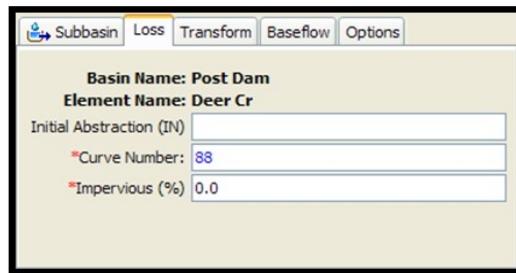 Subbasin Loss Transform Baseflow Options
Basin Name: Post Dam
Element Name: Deer Cr
Initial Abstraction (IN)
*Curve Number: 88
*Impervious (%) 0.0